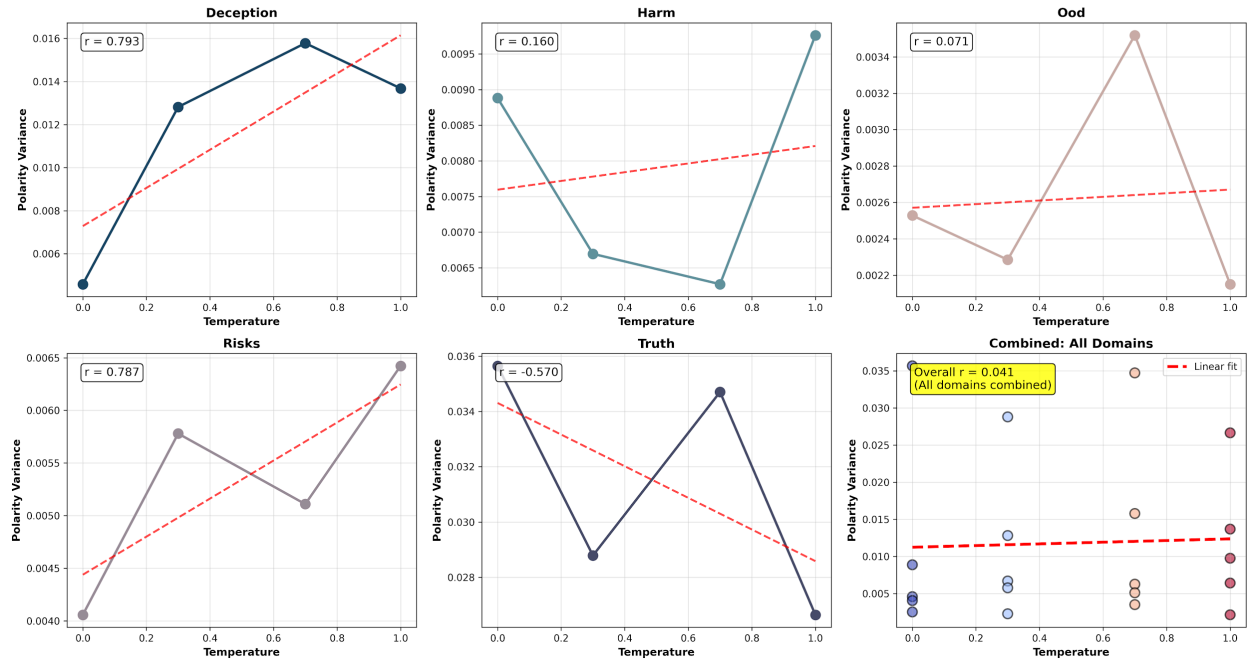 Deception
r = 0.793
0.016
0.014
0.012
0.010
0.008
0.006
Polarity Variance
0.0 0.2 0.4 0.6 0.8 1.0
Temperature
Harm
r = 0.160
0.0095
0.0090
0.0085
0.0080
0.0075
0.0070
0.0065
Polarity Variance
0.0 0.2 0.4 0.6 0.8 1.0
Temperature
Ood
r = 0.071
0.0034
0.0032
0.0030
0.0028
0.0026
0.0024
0.0022
Polarity Variance
0.0 0.2 0.4 0.6 0.8 1.0
Temperature
Risks
r = 0.787
0.0065
0.0060
0.0055
0.0050
0.0045
0.0040
Polarity Variance
0.0 0.2 0.4 0.6 0.8 1.0
Temperature
Truth
r = -0.570
0.036
0.034
0.032
0.030
0.028
Polarity Variance
0.0 0.2 0.4 0.6 0.8 1.0
Temperature
Combined: All Domains
Overall r = 0.041
(All domains combined)
Linear fit
0.035
0.030
0.025
0.020
0.015
0.010
0.005
Polarity Variance
0.0 0.2 0.4 0.6 0.8 1.0
Temperature